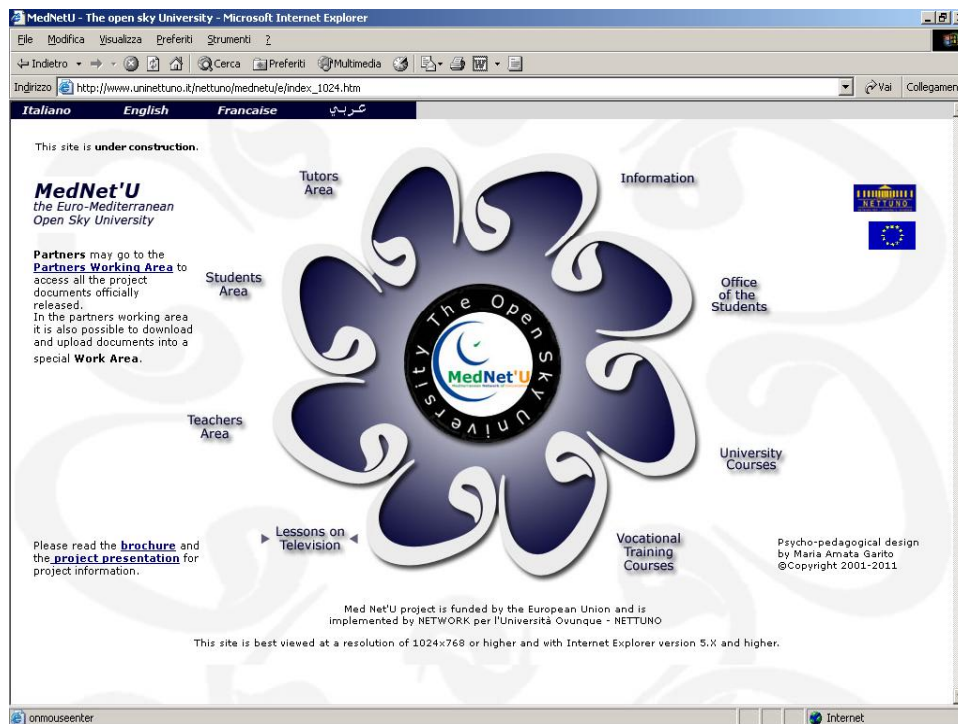 MedNetU - The open sky University - Microsoft Internet Explorer
File Modifica Visualizza Preferiti Strumenti ?
Indietro Cerca Preferiti Multimedia
Indirizzo http://www.uninettuno.it/nettuno/mednetu/e/index_1024.htm Vai Collegamen
Italiano English Francaise عربي
This site is under construction.
MedNet'U
the Euro-Mediterranean
Open Sky University
Partners may go to the
Partners Working Area to
access all the project
documents officially
released.
In the partners working area
it is also possible to download
and upload documents into a
special Work Area.
Please read the brochure and
the project presentation for
project information.
Tutors
Area
Students
Area
Teachers
Area
Lessons on
Television
The Open Sky University
MedNet'U
Information
Office
of the
Students
University
Courses
Vocational
Training
Courses
NETTUNO
Psycho-pedagogical design
by Maria Amata Garito
©Copyright 2001-2011
Med Net'U project is funded by the European Union and is
implemented by NETWORK per l'Università Ovunque - NETTUNO
This site is best viewed at a resolution of 1024x768 or higher and with Internet Explorer version 5.X and higher.
onmouseenter Internet